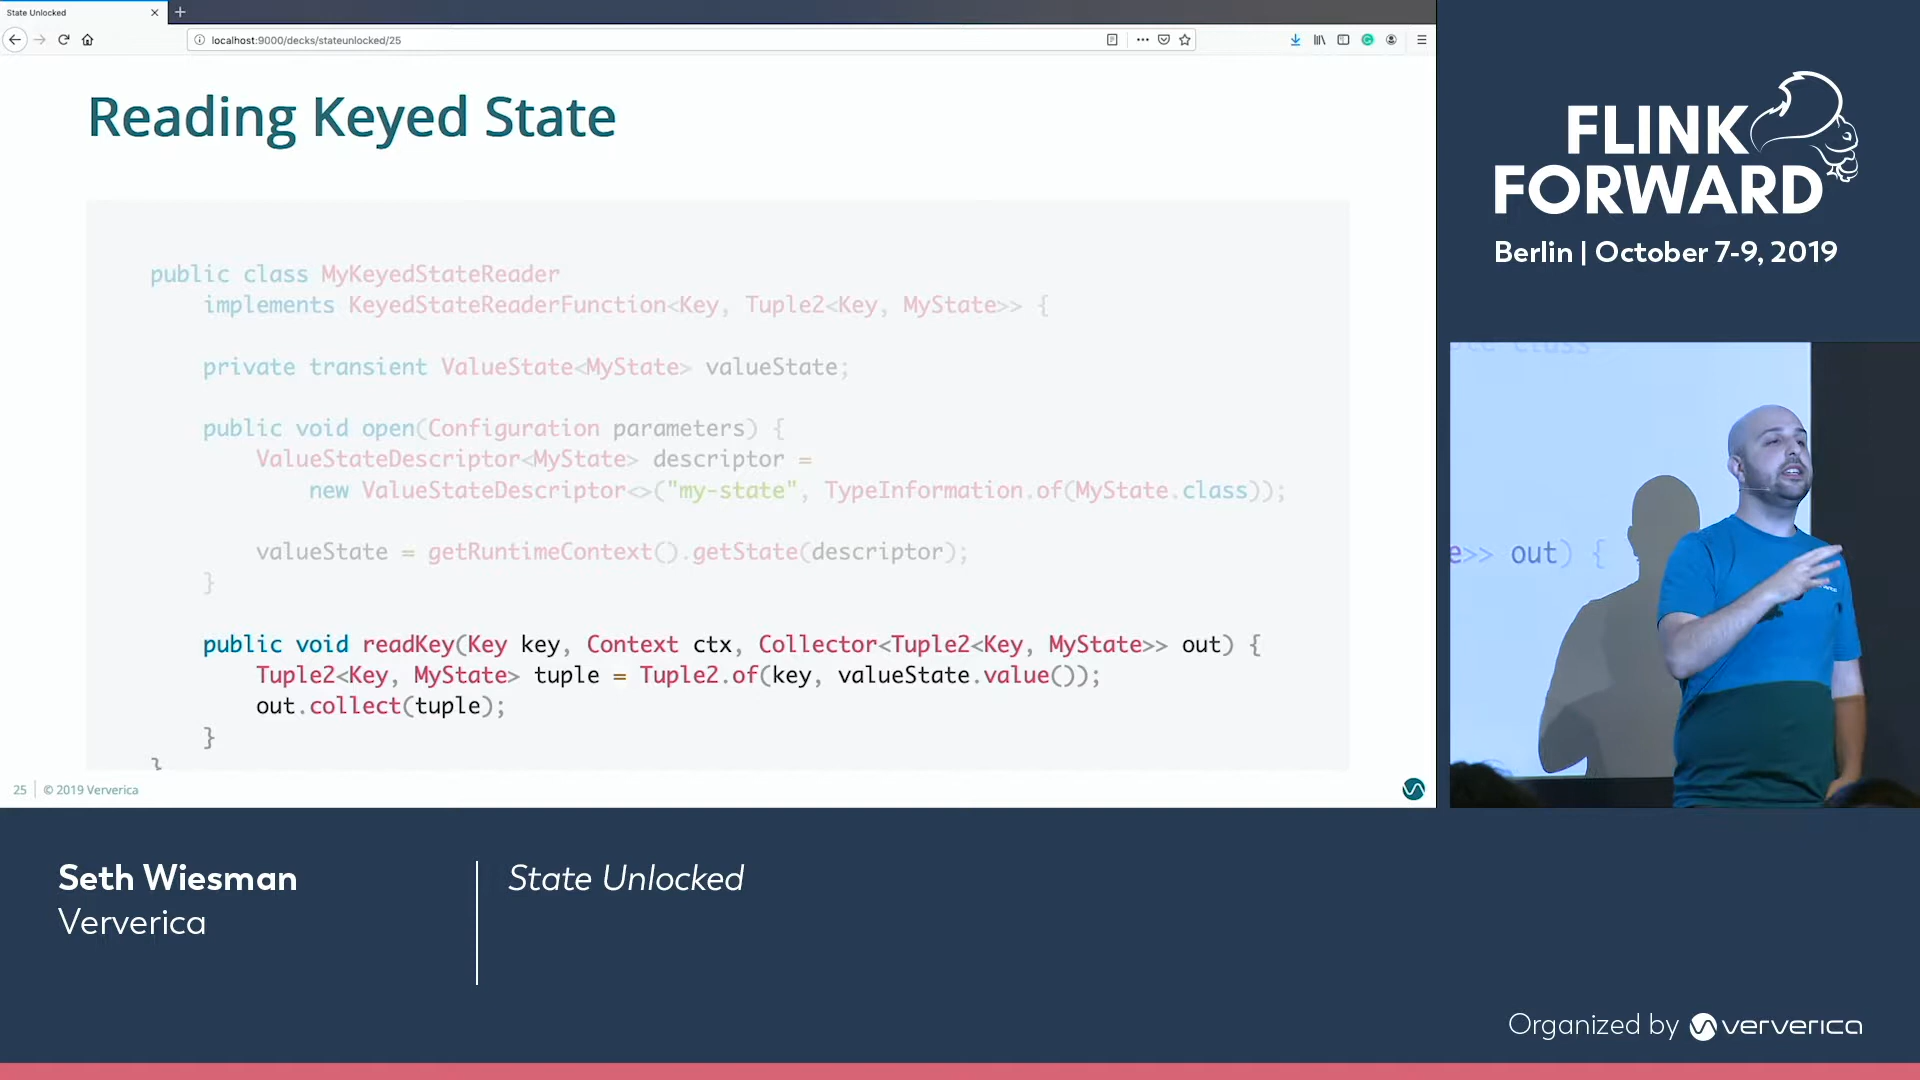 State Unlocked
localhost:9000/decks/stateunlocked/25
Reading Keyed State
public class MyKeyedStateReader
implements KeyedStateReaderFunction<Key, Tuple2<Key, MyState>> {
private transient ValueState<MyState> valueState;
public void open(Configuration parameters) {
ValueStateDescriptor<MyState> descriptor =
new ValueStateDescriptor<>("my-state", TypeInformation.of(MyState.class));
valueState = getRuntimeContext().getState(descriptor);
}
public void readKey(Key key, Context ctx, Collector<Tuple2<Key, MyState>> out) {
Tuple2<Key, MyState> tuple = Tuple2.of(key, valueState.value());
out.collect(tuple);
}
}
25
© 2019 Ververica
FLINK
FORWARD
Berlin | October 7-9, 2019
class
e>> out) {
Seth Wiesman
Ververica
State Unlocked
Organized by ververica